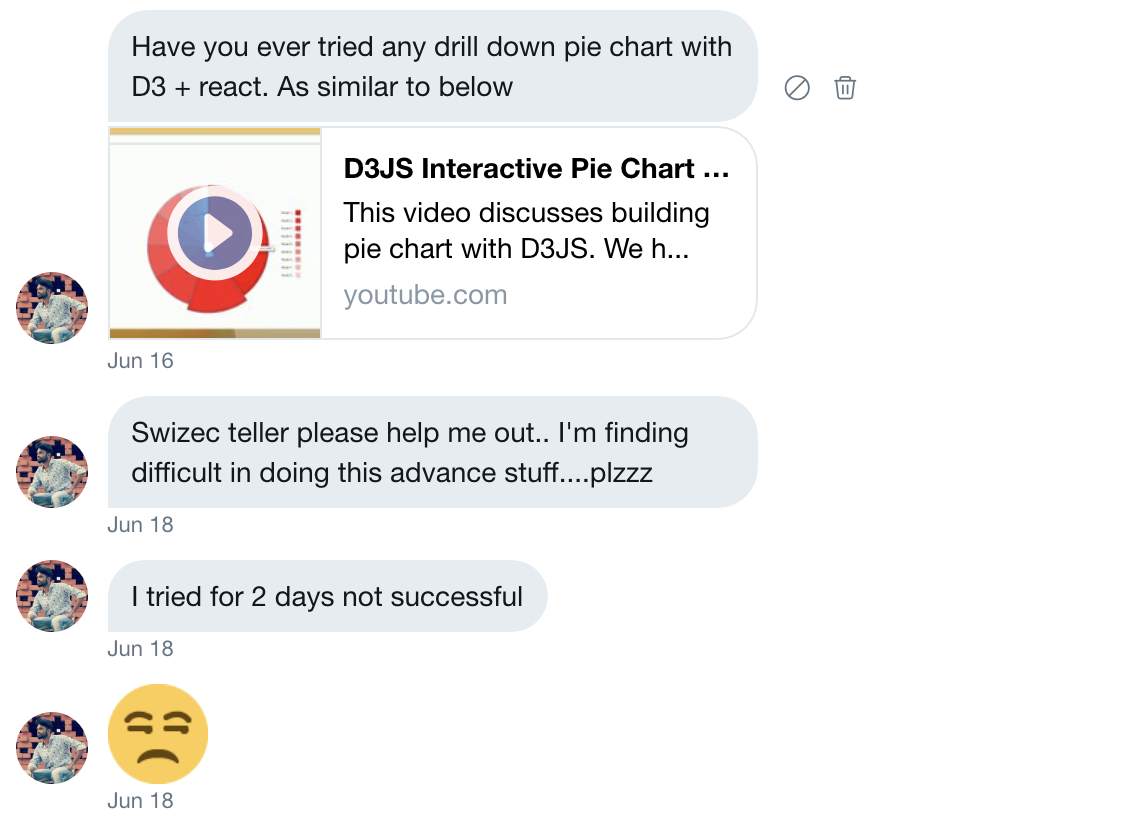 Have you ever tried any drill down pie chart with
D3 + react. As similar to below
D3JS Interactive Pie Chart ...
This video discusses building
pie chart with D3JS. We h...
youtube.com
Jun 16
Swizec teller please help me out.. I'm finding
difficult in doing this advance stuff....plzzz
Jun 18
I tried for 2 days not successful
Jun 18
Jun 18